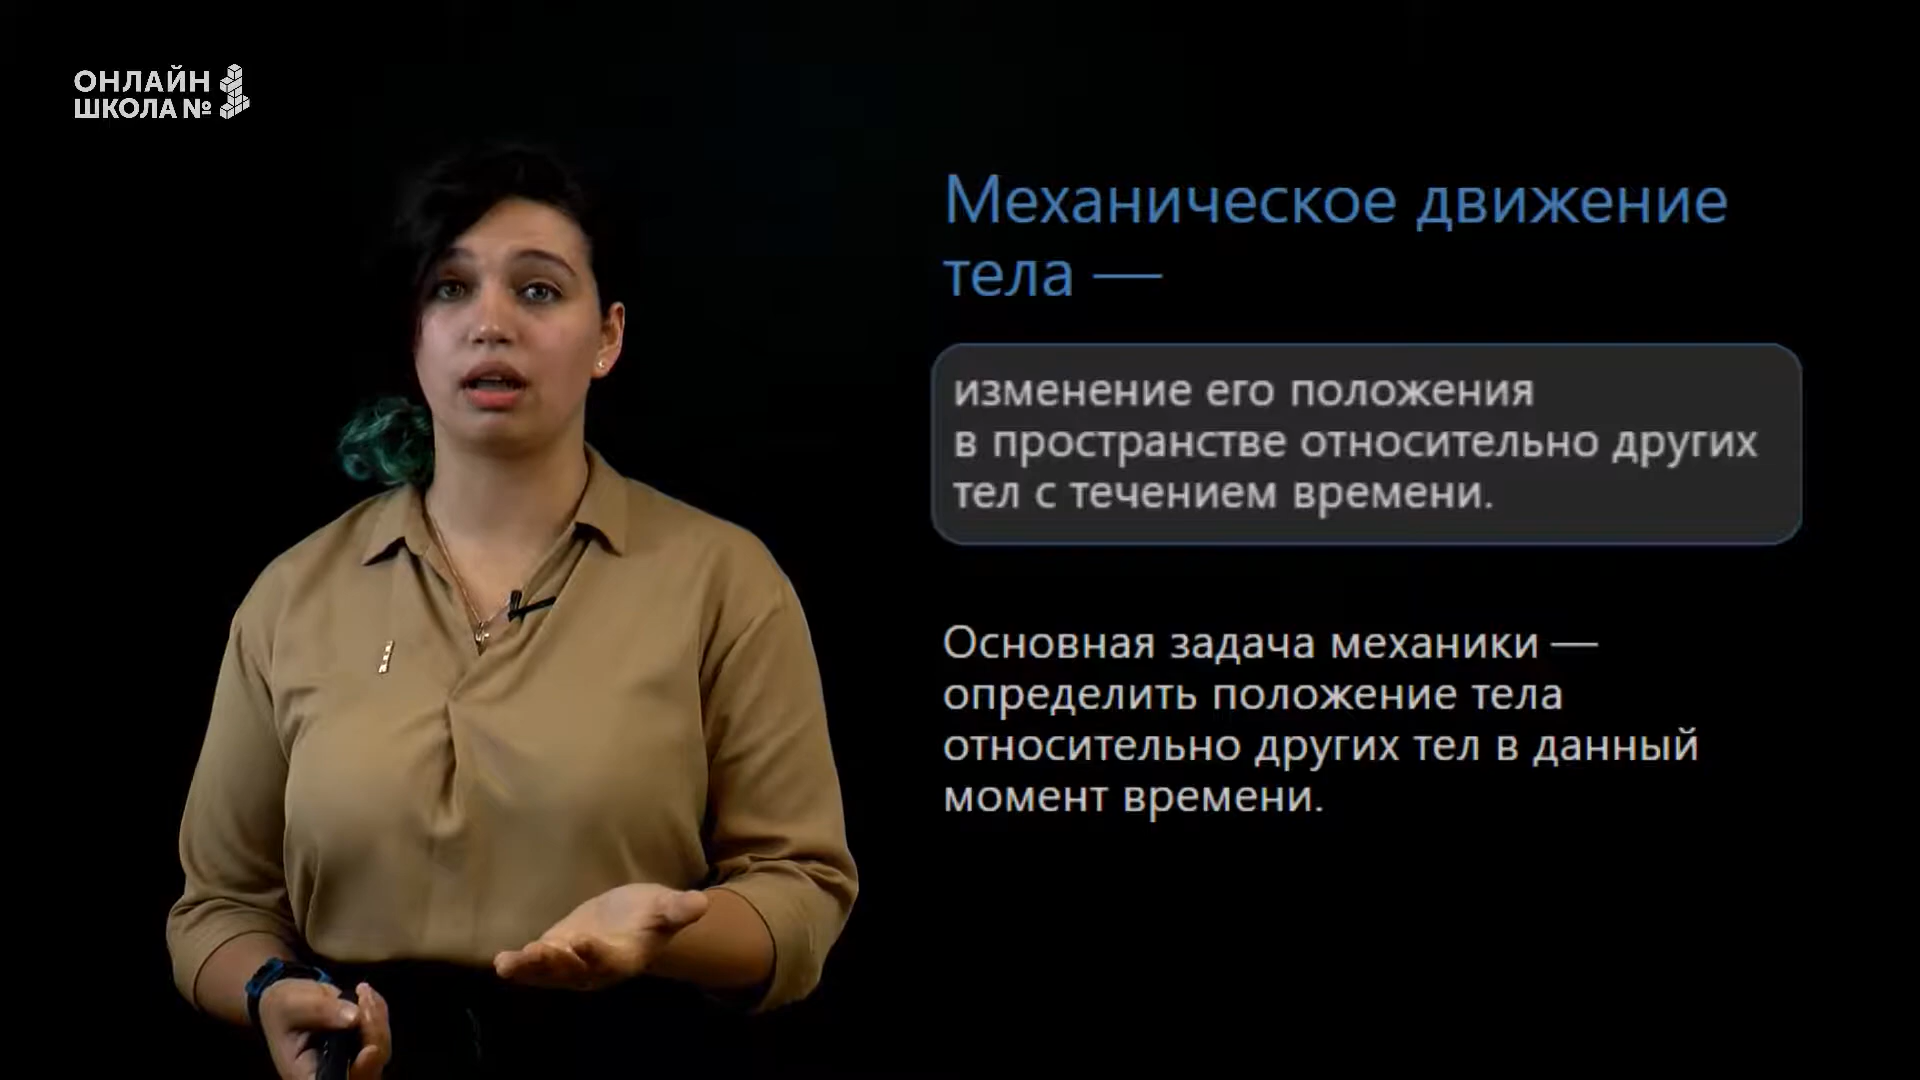 ОНЛАЙН
ШКОЛА №
Механическое движение
тела —
изменение его положения
в пространстве относительно других
тел с течением времени.
Основная задача механики —
определить положение тела
относительно других тел в данный
момент времени.